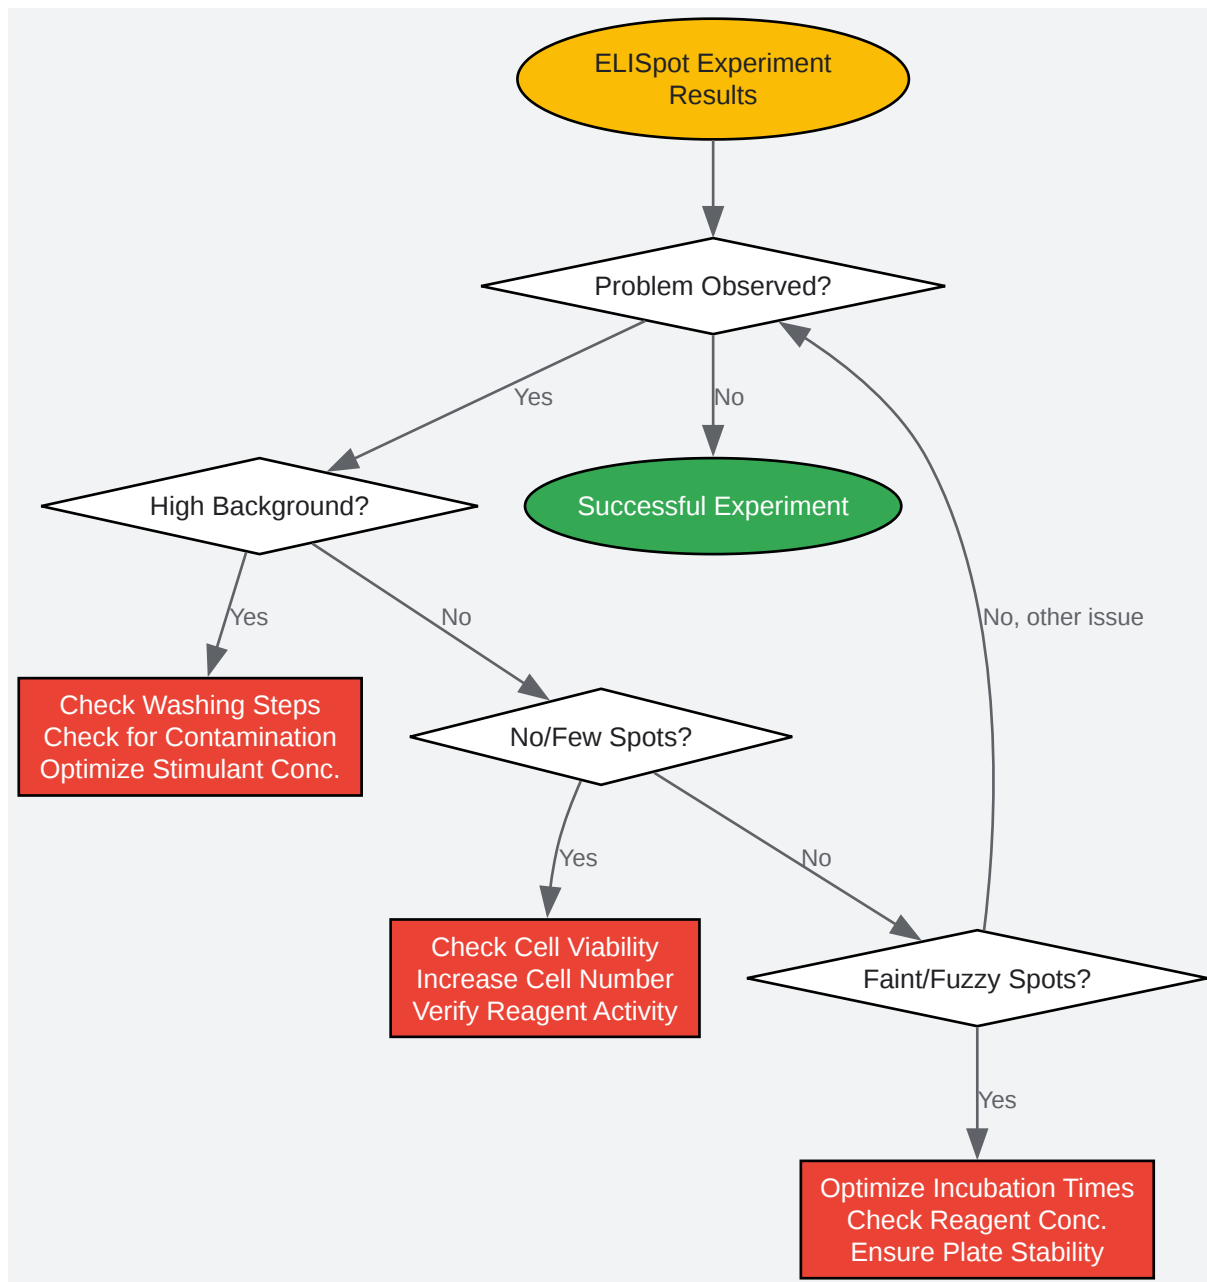 ELISpot Experiment
Results
Problem Observed?
Yes
No
High Background?
Successful Experiment
Yes
No
No, other issue
Check Washing Steps
Check for Contamination
Optimize Stimulant Conc.
No/Few Spots?
Yes
No
Check Cell Viability
Increase Cell Number
Verify Reagent Activity
Faint/Fuzzy Spots?
Yes
Optimize Incubation Times
Check Reagent Conc.
Ensure Plate Stability